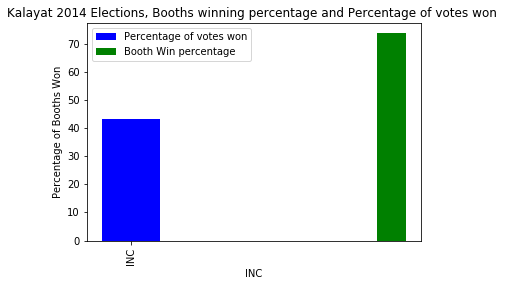 Kalayat 2014 Elections, Booths winning percentage and Percentage of votes won
Percentage of votes won
Booth Win percentage
Percentage of Booths Won
70
60
50
40
30
20
10
0
INC
INC